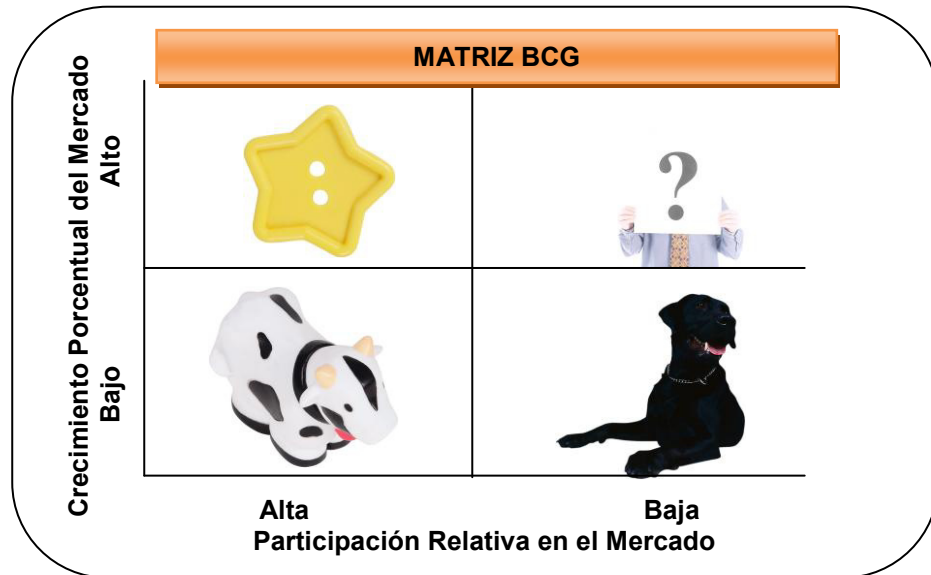 MATRIZ BCG
Crecimiento Porcentual del Mercado
Alto
Bajo
?
Alta
Baja
Participación Relativa en el Mercado